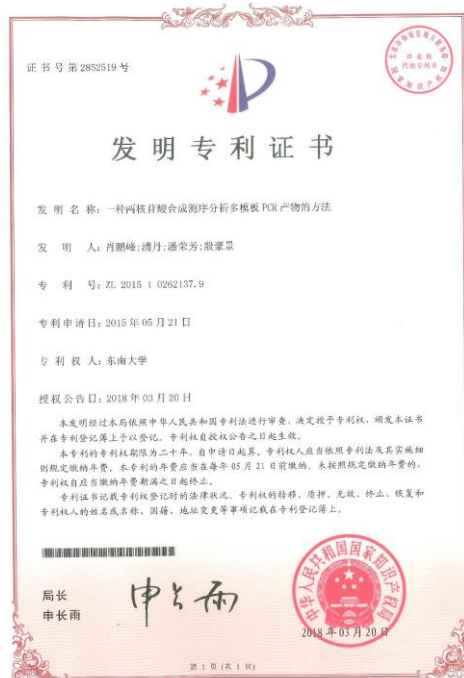 证书号第2852519号
发明专利证书
发明名称：一种两核苷酸合成测序分析多模板PCR产物的方法
发明人：肖鹏峰;浦丹;潘荣芳;殷豪景
专利号：ZL 2015 1 0262137.9
专利申请日：2015年05月21日
专利权人：东南大学
授权公告日：2018年03月20日
本发明经过本局依照中华人民共和国专利法进行审查，决定授予专利权，颁发本证书
并在专利登记簿上予以登记。专利权自授权公告之日起生效。
本专利的专利权期限为二十年，自申请日起算。专利权人应当依照专利法及其实施细
则规定缴纳年费。本专利的年费应当在每年05月21日前缴纳。未按照规定缴纳年费的，
专利权自应当缴纳年费期满之日起终止。
专利证书记载专利权登记时的法律状况。专利权的转移、质押、无效、终止、恢复和
专利权人的姓名或名称、国籍、地址变更等事项记载在专利登记簿上。
局长
申长雨
申长雨
中华人民共和国国家知识产权局
2018年03月20日
第1页(共1页)